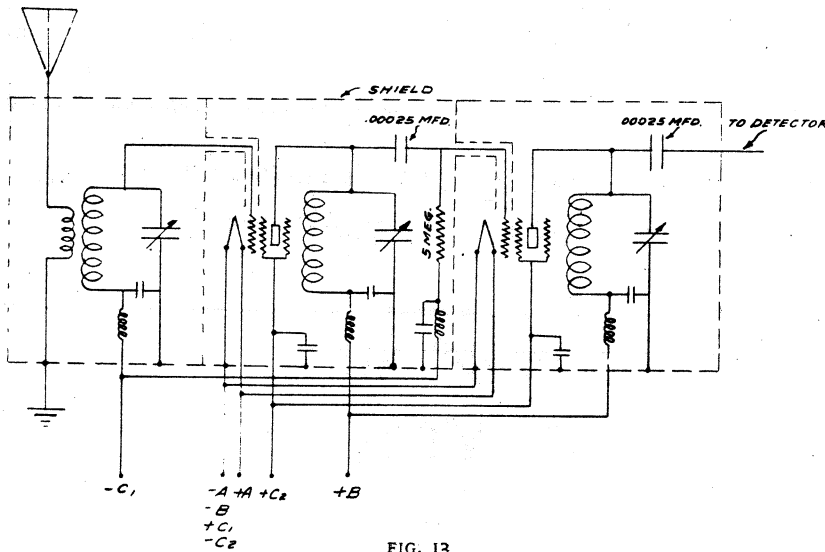 SHIELD
.00025 MFD.
00025 MFD.
TO DETECTOR
5 MEG.
-C1
-A +A +C2
+B
-B
+C1
-C2
FIG. 13